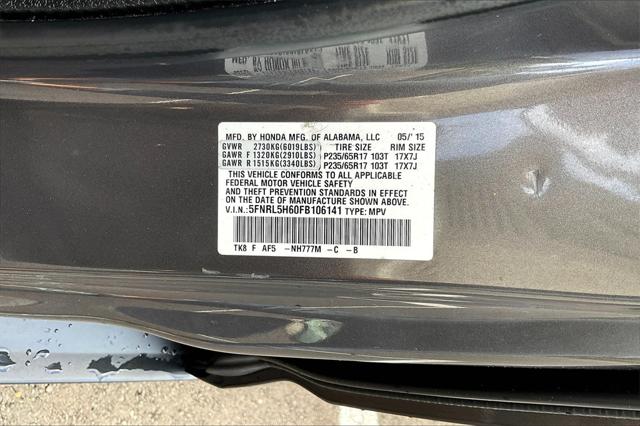 MFD. BY HONDA MFG. OF ALABAMA, LLC 05/'15
GVWR 2730KG(6019LBS) TIRE SIZE RIM SIZE
GAWR F 1320KG(2910LBS) P235/65R17 103T 17X7J
GAWR R 1515KG(3340LBS) P235/65R17 103T 17X7J
THIS VEHICLE CONFORMS TO ALL APPLICABLE
FEDERAL MOTOR VEHICLE SAFETY
AND THEFT PREVENTION STANDARDS IN EFFECT
ON THE DATE OF MANUFACTURE SHOWN ABOVE.
V.I.N.: 5FNRL5H60FB106141 TYPE: MPV
TK8 F AF5 -NH777M -C -B